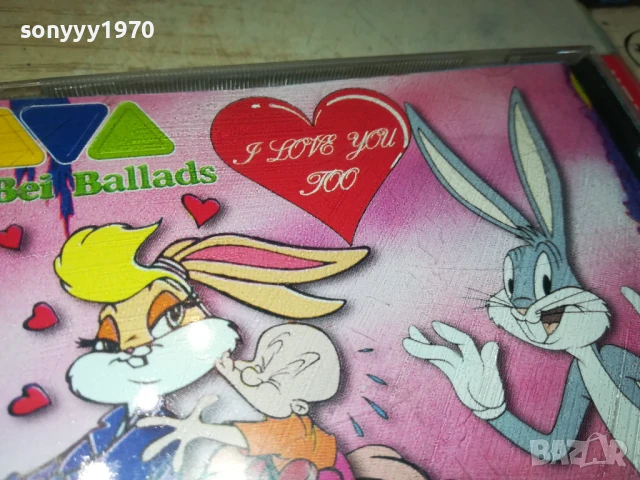 sonyyy1970
I LOVE YOU
TOO
Bei Ballads
BAZAR